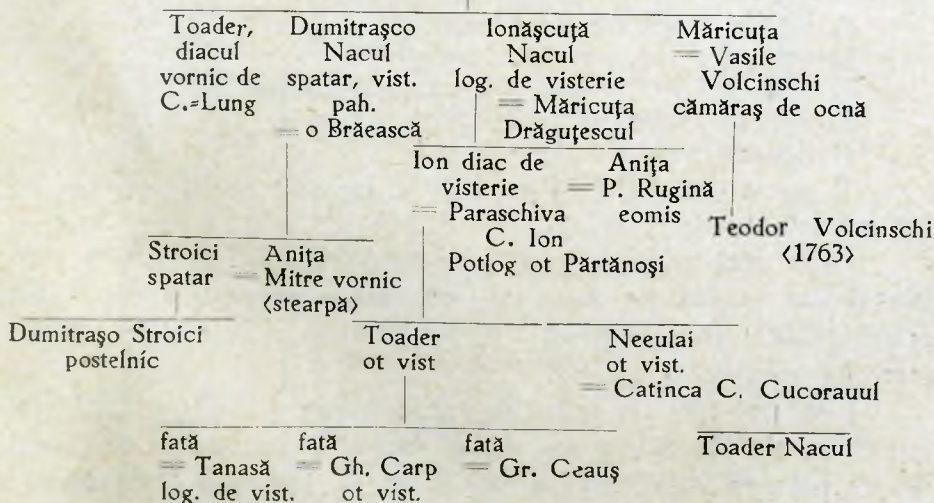 Toader,
diacul
vornic de
C.=Lung
Dumitrașco
Nacul
spatar, vist.
pah.
= o Brăească
Ionășcuță
Nacul
log. de visterie
= Măricuța
Drăguțescul
Măricuța
= Vasile
Volcinschi
cămăraș de ocnă
Ion diac de
visterie
= Paraschiva
C. Ion
Potlog ot Părtănoși
Anița
= P. Rugină
eomis
Teodor Volcinschi
⟨1763⟩
Stroici
spatar
Anița
= Mitre vornic
⟨stearpă⟩
Dumitrașo Stroici
postelnic
Toader
ot vist
Neeulai
ot vist.
= Catinca C. Cucorauul
fată
= Tanasă
log. de vist.
fată
= Gh. Carp
ot vist.
fată
= Gr. Ceauș
Toader Nacul